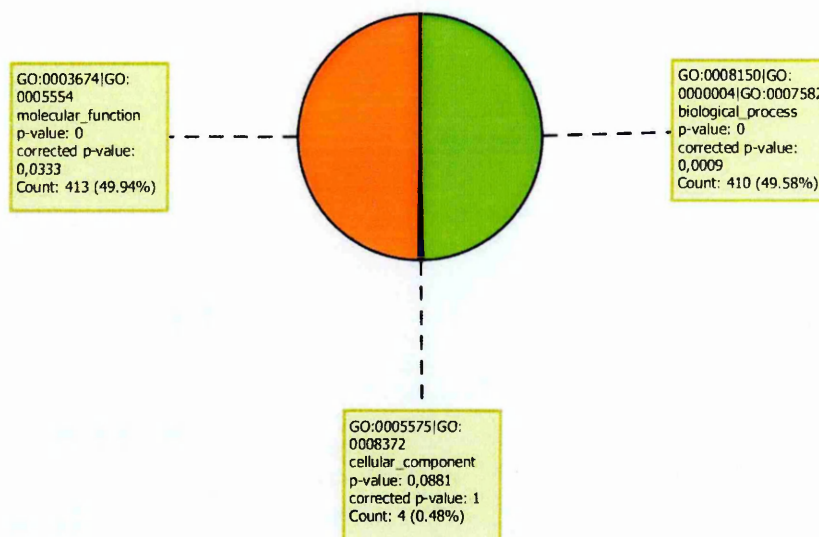 GO:0003674|GO:
0005554
molecular_function
p-value: 0
corrected p-value:
0,0333
Count: 413 (49.94%)
GO:0008150|GO:
0000004|GO:0007582
biological_process
p-value: 0
corrected p-value:
0,0009
Count: 410 (49.58%)
GO:0005575|GO:
0008372
cellular_component
p-value: 0,0881
corrected p-value: 1
Count: 4 (0.48%)